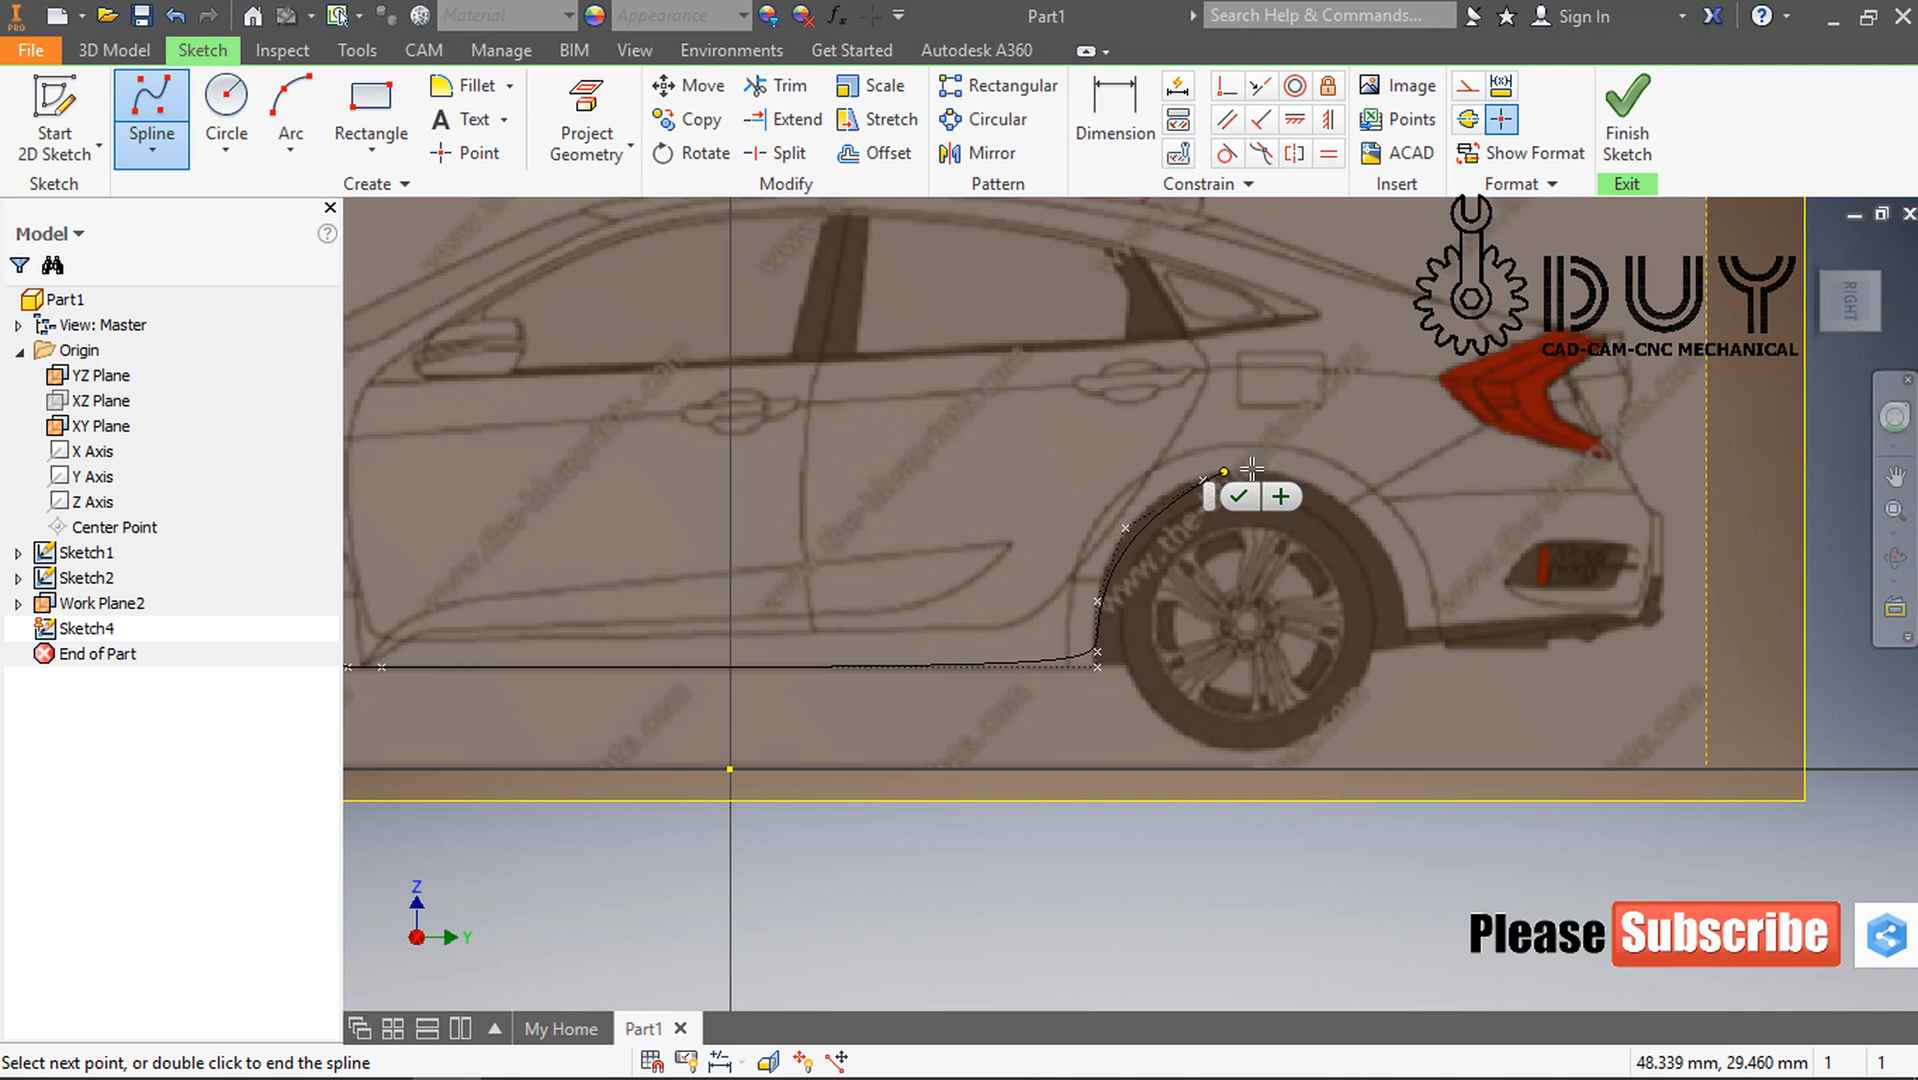 PRO
Material
Appearance
fx
Part1
Search Help & Commands...
Sign In
File
3D Model
Sketch
Inspect
Tools
CAM
Manage
BIM
View
Environments
Get Started
Autodesk A360
Start
2D Sketch
Sketch
Spline
Circle
Arc
Rectangle
Fillet
Text
Point
Create
Project
Geometry
Move
Copy
Rotate
Trim
Extend
Split
Scale
Stretch
Offset
Modify
Rectangular
Circular
Mirror
Pattern
Dimension
Constrain
Image
Points
ACAD
Insert
Show Format
Format
Finish
Sketch
Exit
Model
Part1
View: Master
Origin
YZ Plane
XZ Plane
XY Plane
X Axis
Y Axis
Z Axis
Center Point
Sketch1
Sketch2
Work Plane2
Sketch4
End of Part
DUY
CAD-CAM-CNC MECHANICAL
RIGHT
Z
Y
Please Subscribe
My Home
Part1
Select next point, or double click to end the spline
48.339 mm, 29.460 mm
1
1